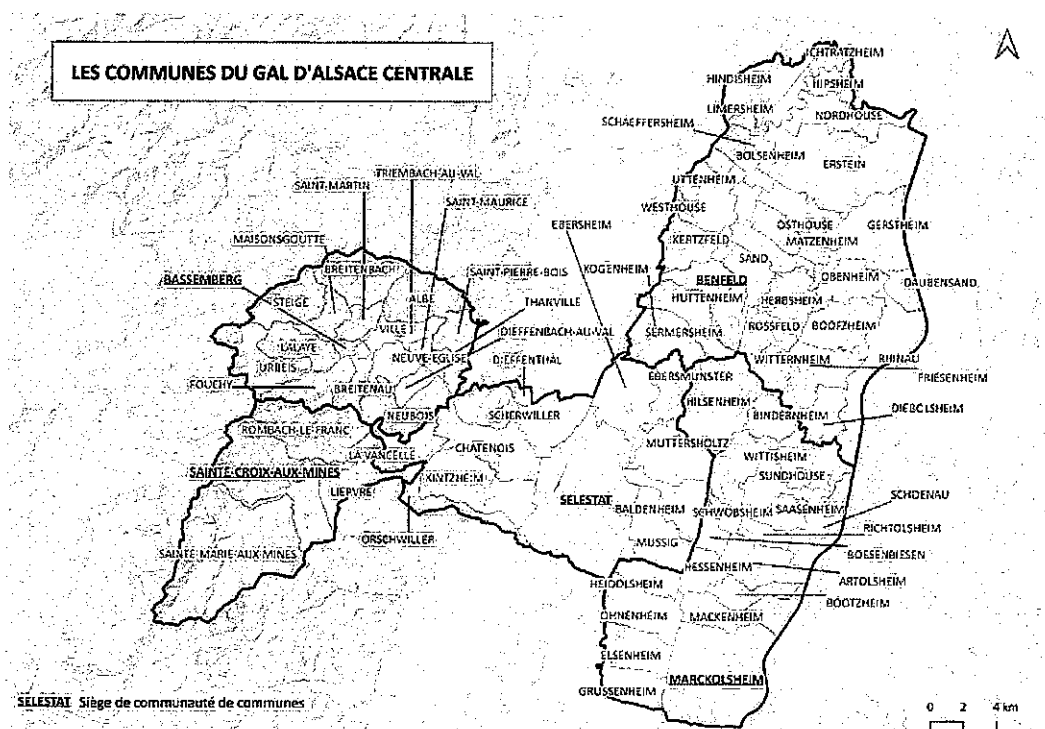 LES COMMUNES DU GAL D'ALSACE CENTRALE
ICHTRATZHEIM
HINDISHEIM
HIPSHEIM
LIMERSHEIM
NORDHOUSE
SCHAEFFERSHEIM
BOLSENHEIM
ERSTEIN
TRIEMBACH-AU-VAL
UTTENHEIM
SAINT-MARTIN
SAINT-MAURICE
WESTHOUSE
EBERSHEIM
OSTHOUSE
GERSTHEIM
MAISONSGOUTTE
KERTZFELD
MATZENHEIM
BREITENBACH
SAINT-PIERRE-BOIS
KOGENHEIM
SAND
BASSEMBERG
BENFELD
OBENHEIM
DAUBENSAND
STEIGE
ALBE
THANVILLE
HUTTENHEIM
HERBSHEIM
VILLE
DIEFFENBACH-AU-VAL
SERMERSHEIM
ROSSFELD
BOOFZHEIM
LALAYE
NEUVE-EGLISE
DIEFFENTHAL
WITTERNHEIM
RHINAU
URBEIS
FRIESENHEIM
FOUCHY
BREITENAU
EBERSMUNSTER
HILSENHEIM
NEUBOIS
SCHERWILLER
BINDERNHEIM
DIEBOLSHEIM
ROMBACH-LE-FRANC
MUTTERSHOLTZ
CHATENOIS
WITTISHEIM
LA VANCELLE
SAINTE-CROIX-AUX-MINES
KINTZHEIM
SUNDHOUSE
LIEPVRE
SELESTAT
SCHOENAU
BALDENHEIM
SCHWOBSHEIM
SAASENHEIM
RICHTOLSHEIM
ORSCHWILLER
MUSSIG
BOESENBIESEN
SAINTE-MARIE-AUX-MINES
HESSENHEIM
HEIDOLSHEIM
ARTOLSHEIM
BOOTZHEIM
OHNENHEIM
MACKENHEIM
ELSENHEIM
MARCKOLSHEIM
GRUSSENHEIM
SELESTAT Siège de communauté de communes
0 2 4 km